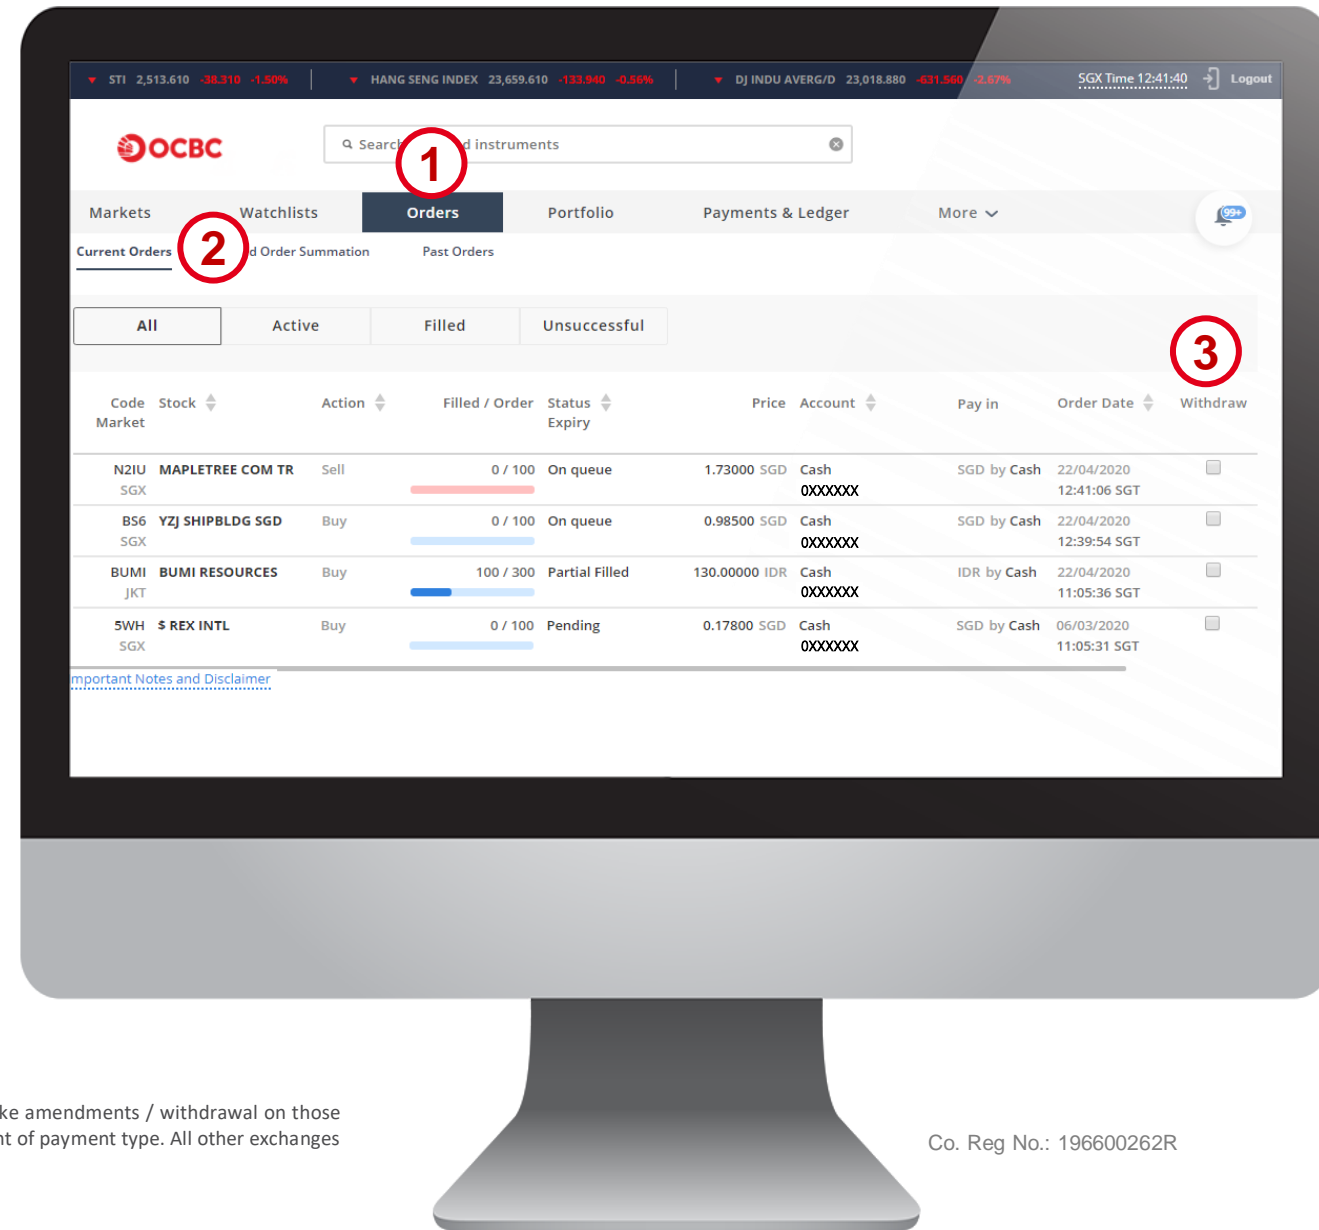 STI 2,513.610 -38.310 -1.50% HANG SENG INDEX 23,659.610 -133.940 -0.56% DJ INDU AVERG/D 23,018.880 -631.560 -2.67% SGX Time 12:41:40 Logout
OCBC
Search d instruments
1
Markets Watchlists Orders Portfolio Payments & Ledger More 99+
Current Orders 2 d Order Summation Past Orders
All Active Filled Unsuccessful
3
Code Stock Action Filled / Order Status Price Account Pay in Order Date Withdraw
Market Expiry
N2IU MAPLETREE COM TR Sell 0 / 100 On queue 1.73000 SGD Cash SGD by Cash 22/04/2020
SGX 0XXXXXX 12:41:06 SGT
BS6 YZJ SHIPBLDG SGD Buy 0 / 100 On queue 0.98500 SGD Cash SGD by Cash 22/04/2020
SGX 0XXXXXX 12:39:54 SGT
BUMI BUMI RESOURCES Buy 100 / 300 Partial Filled 130.00000 IDR Cash IDR by Cash 22/04/2020
JKT 0XXXXXX 11:05:36 SGT
5WH $ REX INTL Buy 0 / 100 Pending 0.17800 SGD Cash SGD by Cash 06/03/2020
SGX 0XXXXXX 11:05:31 SGT
mportant Notes and Disclaimer
ke amendments / withdrawal on those
nt of payment type. All other exchanges
Co. Reg No.: 196600262R